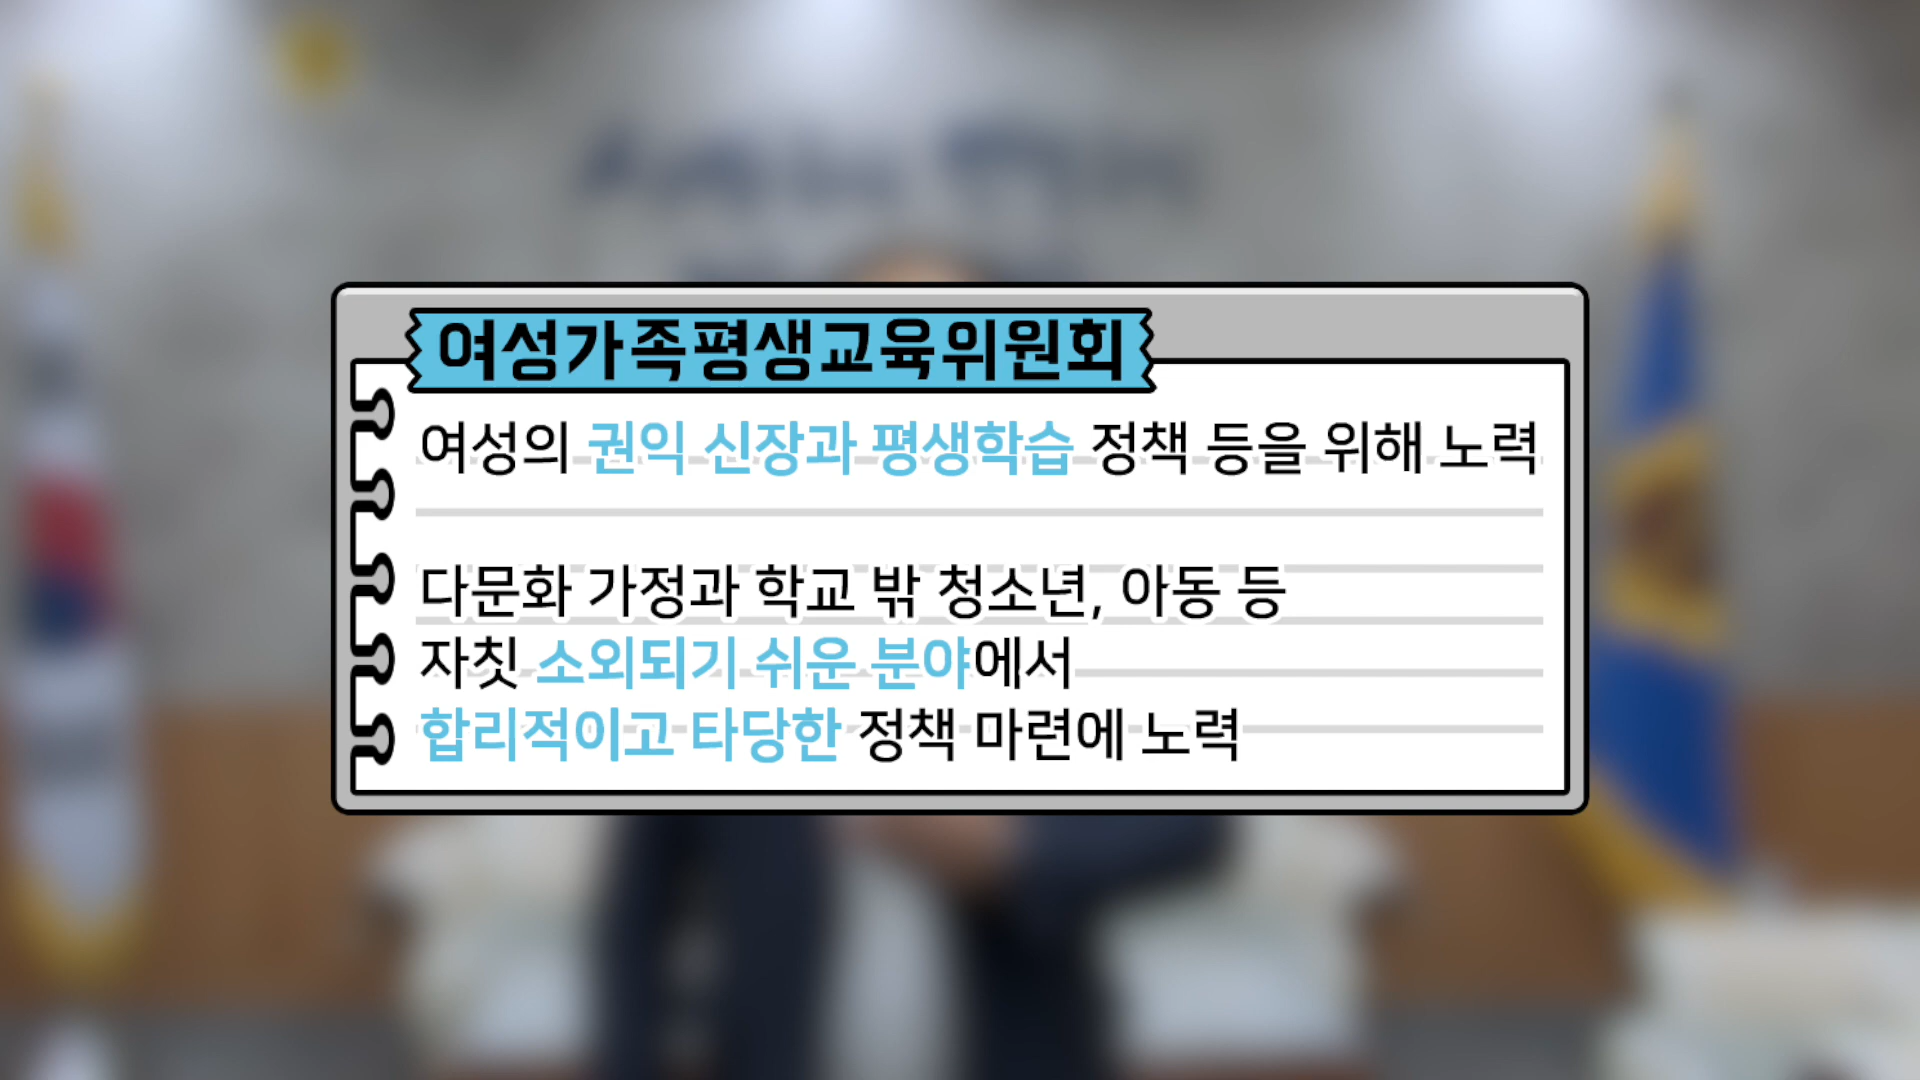 여성가족평생교육위원회
여성의 권익 신장과 평생학습 정책 등을 위해 노력
다문화 가정과 학교 밖 청소년, 아동 등
자칫 소외되기 쉬운 분야에서
합리적이고 타당한 정책 마련에 노력